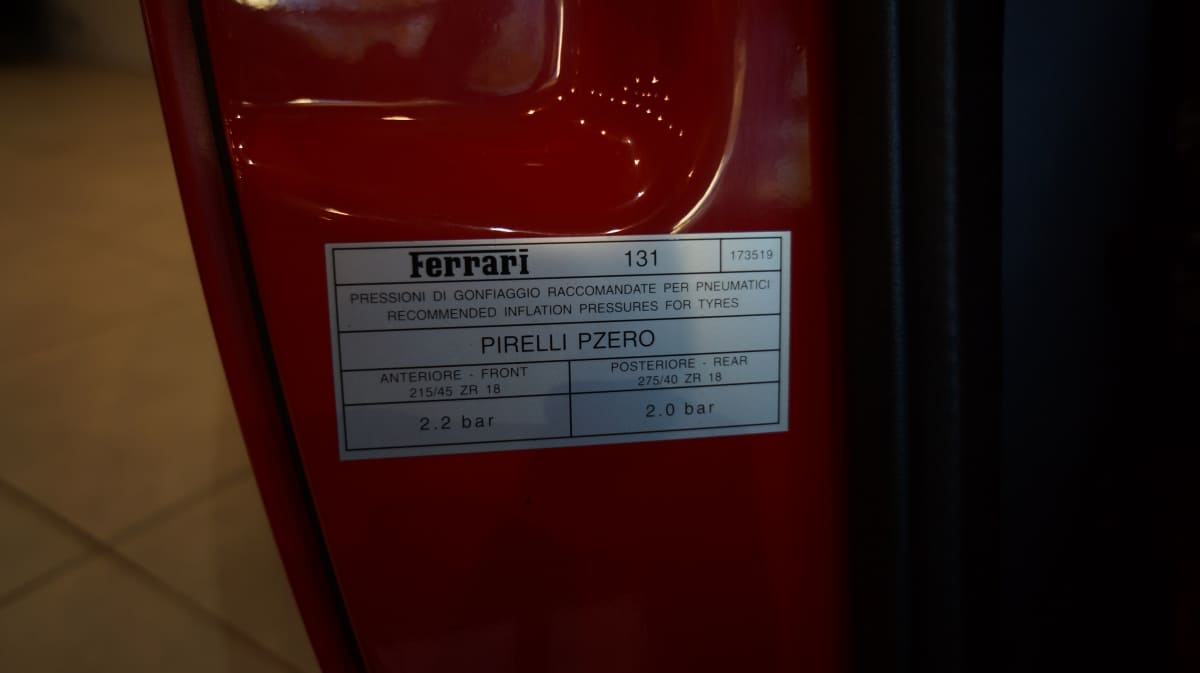 Ferrari 131 173519
PRESSIONI DI GONFIAGGIO RACCOMANDATE PER PNEUMATICI
RECOMMENDED INFLATION PRESSURES FOR TYRES
PIRELLI PZERO
ANTERIORE - FRONT
215/45 ZR 18
POSTERIORE - REAR
275/40 ZR 18
2.2 bar
2.0 bar